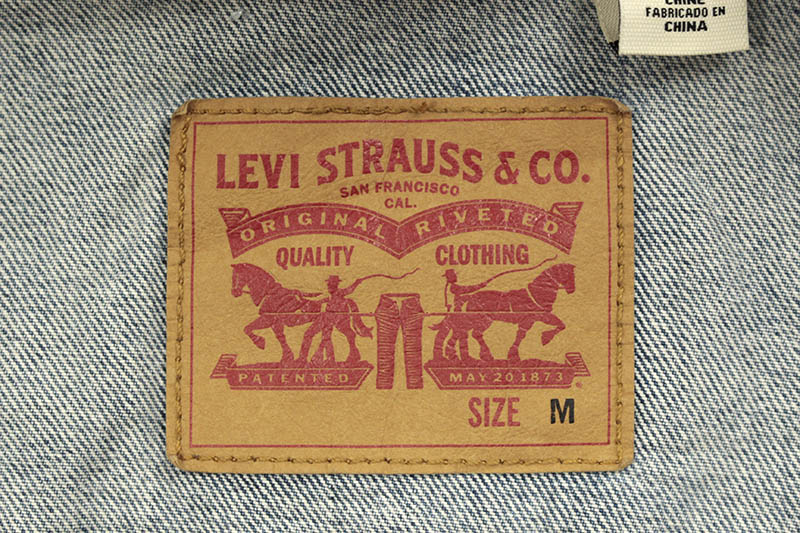 CHINE
FABRICADO EN
CHINA
LEVI STRAUSS & CO.
SAN FRANCISCO
CAL.
ORIGINAL RIVETED
QUALITY CLOTHING
PATENTED MAY 20 1873 ®
SIZE M